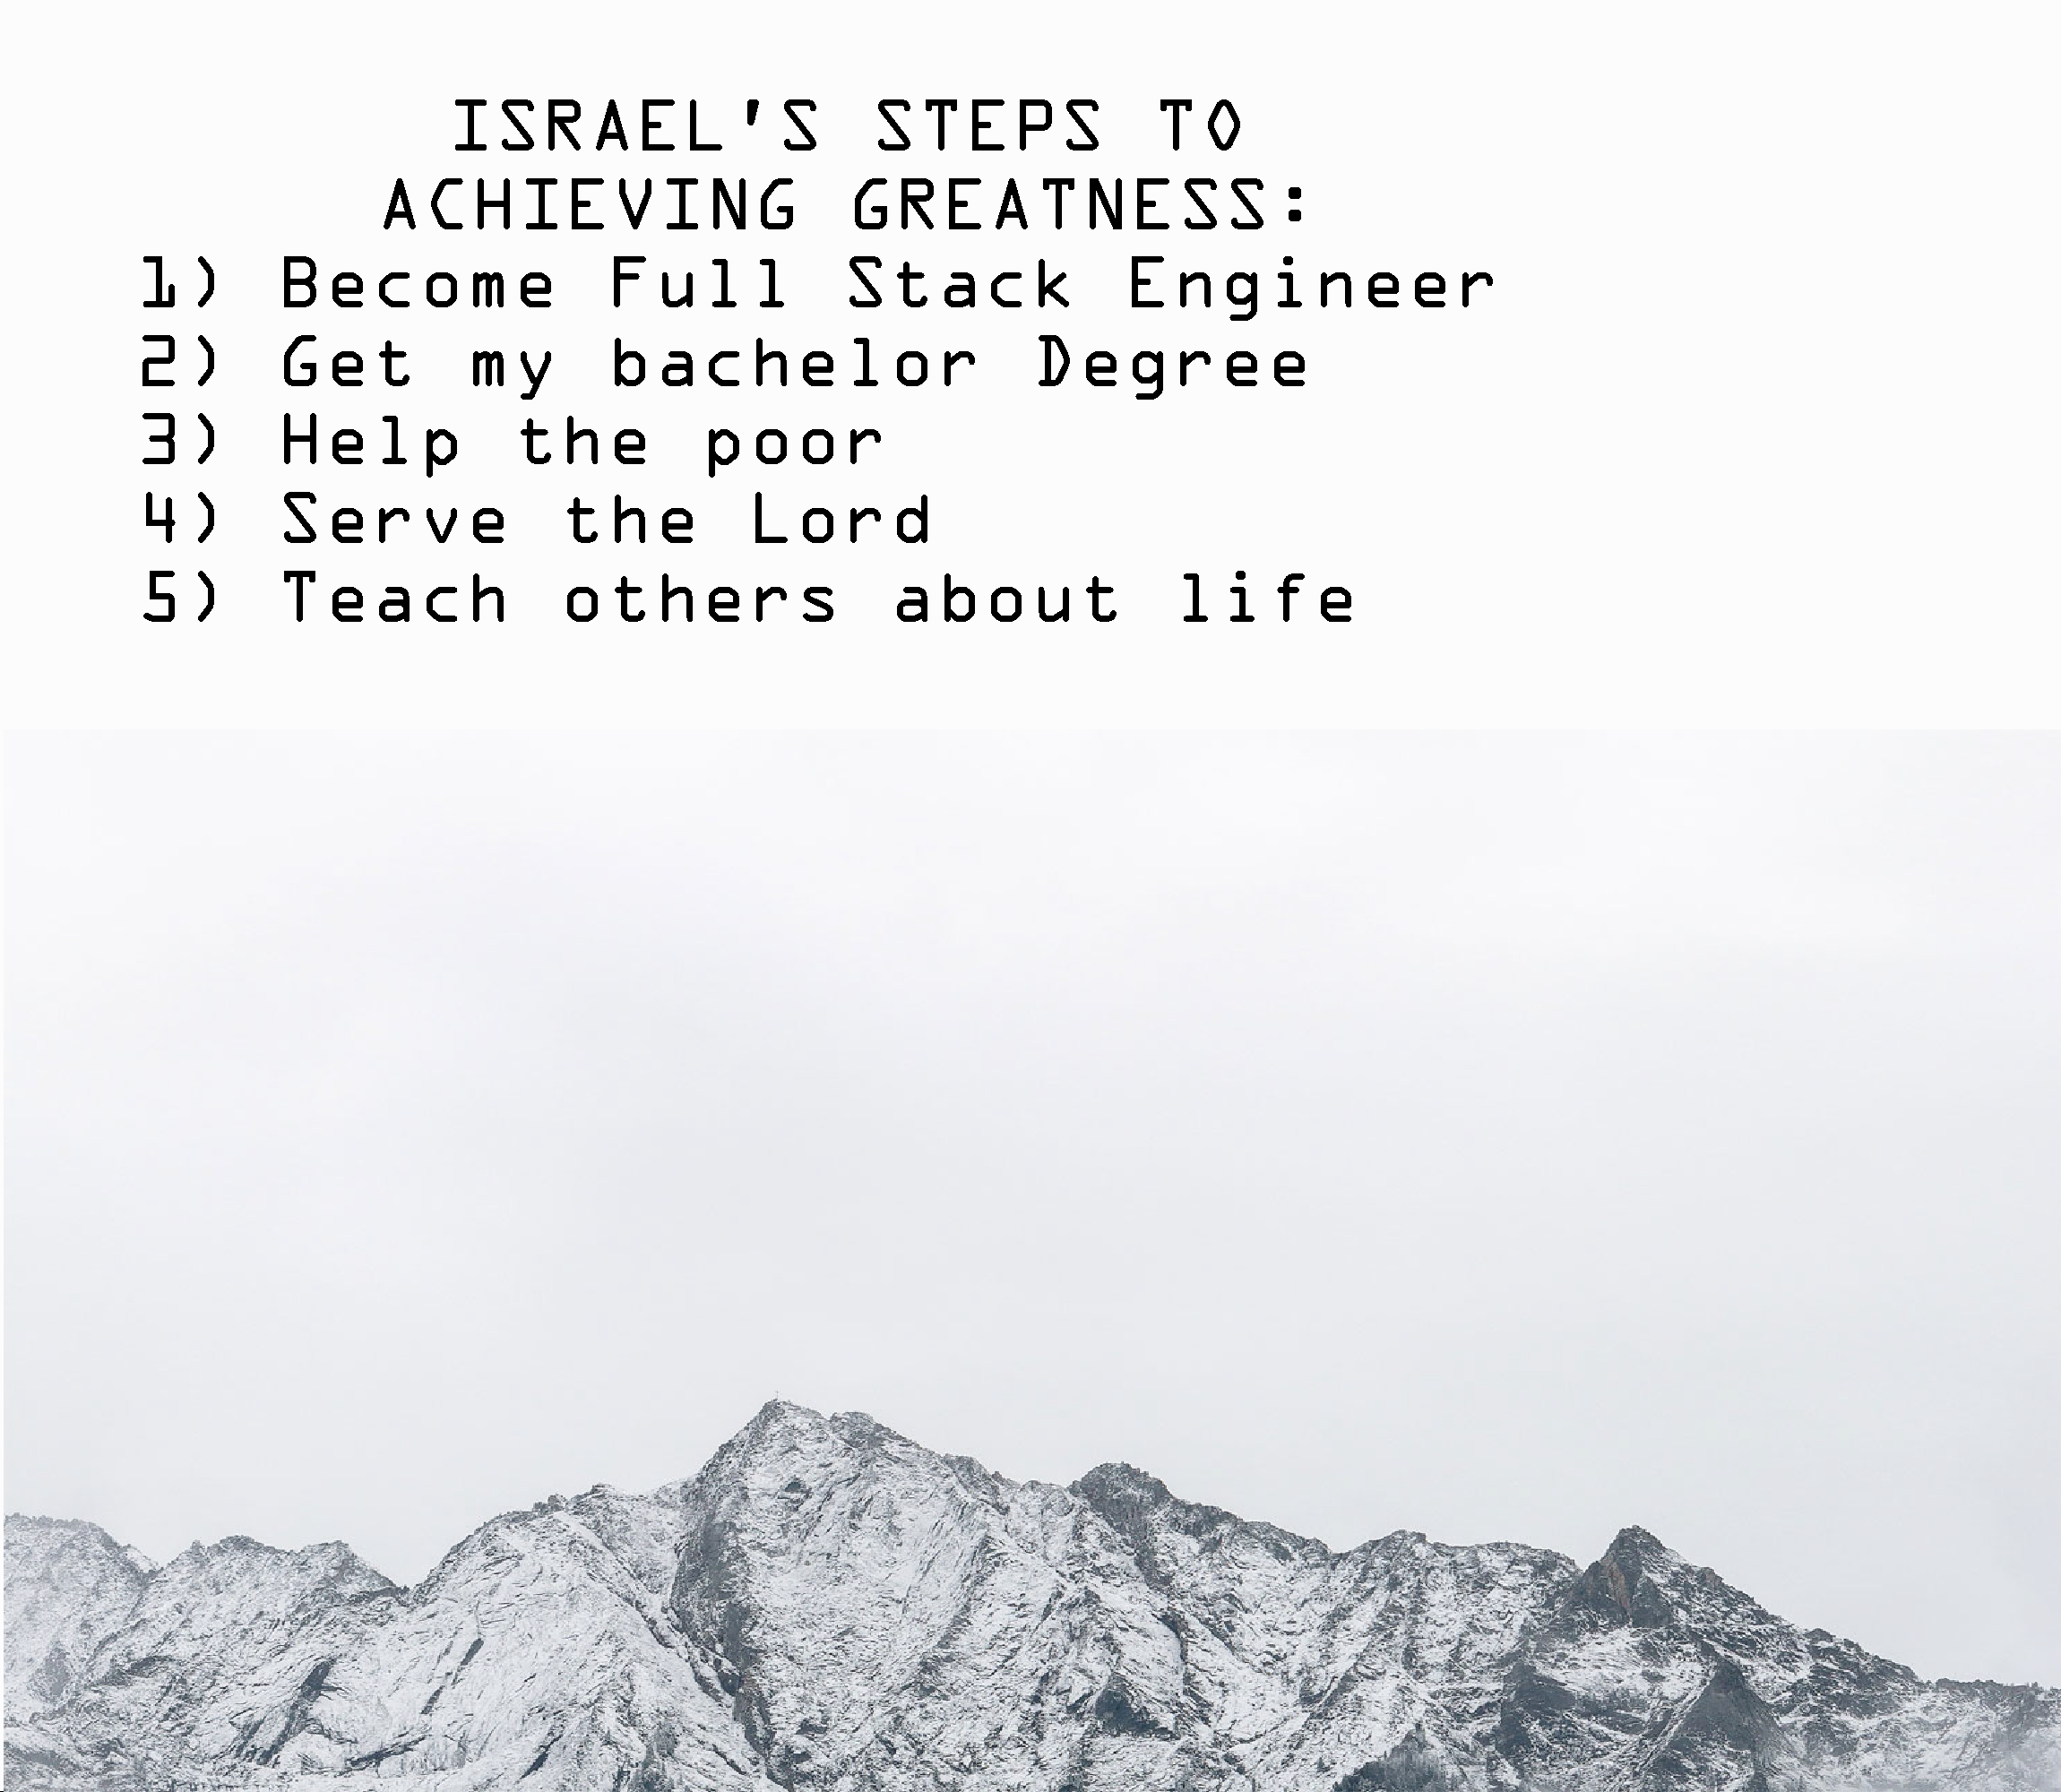 ISRAEL'S STEPS TO
ACHIEVING GREATNESS:
1) Become Full Stack Engineer
2) Get my bachelor Degree
3) Help the poor
4) Serve the Lord
5) Teach others about life